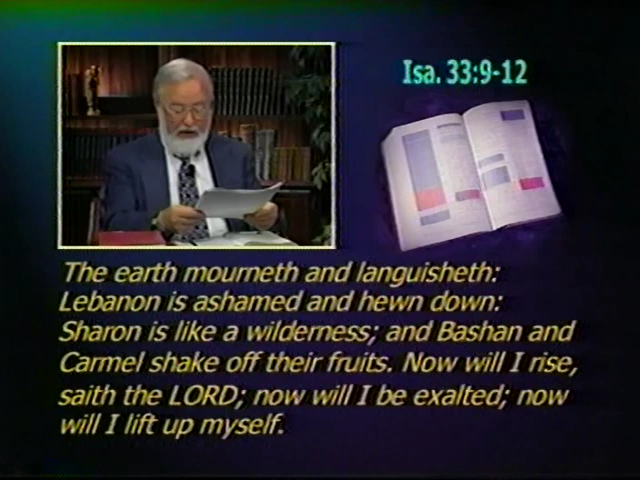 Isa. 33:9-12
The earth mourneth and languisheth:
Lebanon is ashamed and hewn down:
Sharon is like a wilderness; and Bashan and
Carmel shake off their fruits. Now will I rise,
saith the LORD; now will I be exalted; now
will I lift up myself.